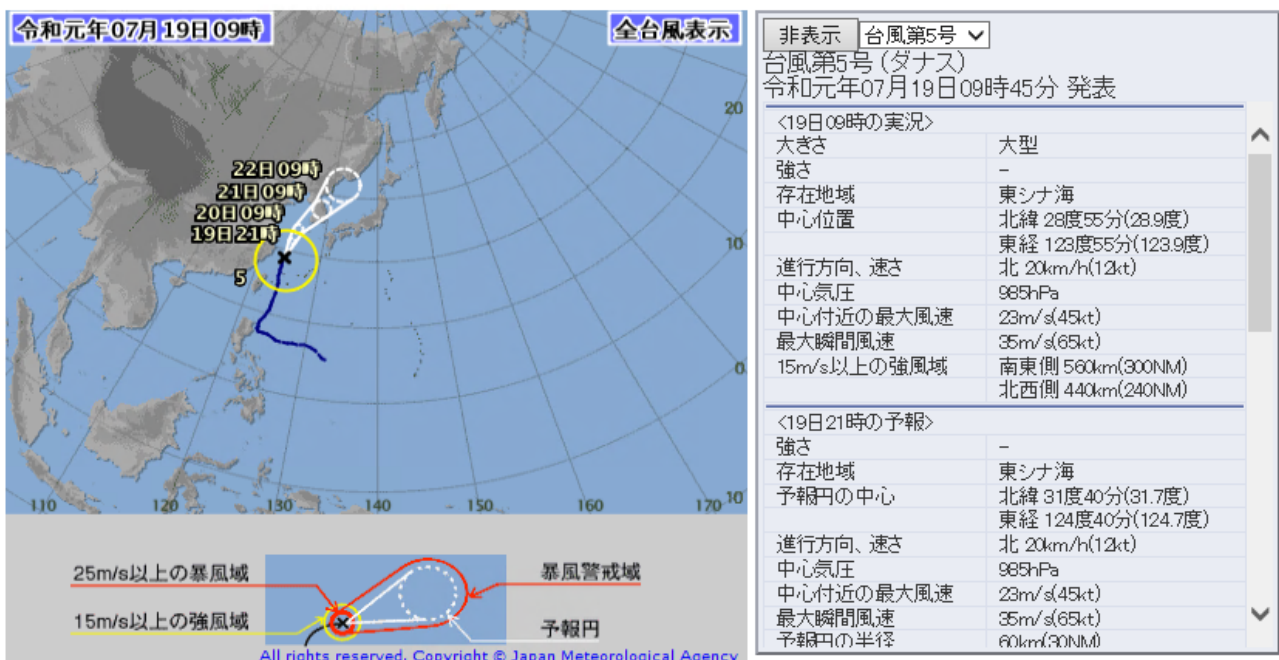 令和元年07月19日09時
全台風表示
20
22日09時
21日09時
20日09時
19日21時
10
5
0
110
120
130
140
150
160
170
10
25m/s以上の暴風域
暴風警戒域
15m/s以上の強風域
予報円
All rights reserved. Copyright © Japan Meteorological Agency
非表示 台風第5号
台風第5号 (ダナス)
令和元年07月19日09時45分 発表
<19日09時の実況>
大きさ 大型
強さ -
存在地域 東シナ海
中心位置 北緯 28度55分(28.9度)
東経 123度55分(123.9度)
進行方向、速さ 北 20km/h(12kt)
中心気圧 985hPa
中心付近の最大風速 23m/s(45kt)
最大瞬間風速 35m/s(65kt)
15m/s以上の強風域 南東側 560km(300NM)
北西側 440km(240NM)
<19日21時の予報>
強さ -
存在地域 東シナ海
予報円の中心 北緯 31度40分(31.7度)
東経 124度40分(124.7度)
進行方向、速さ 北 20km/h(12kt)
中心気圧 985hPa
中心付近の最大風速 23m/s(45kt)
最大瞬間風速 35m/s(65kt)
予報円の半径 60km(30NM)